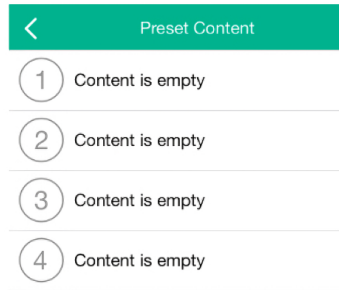 Preset Content
1 Content is empty
2 Content is empty
3 Content is empty
4 Content is empty